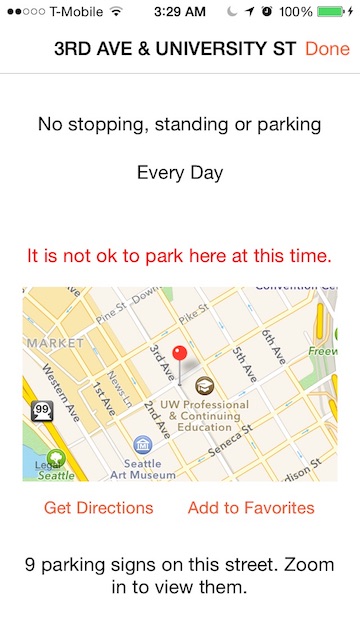 T-Mobile 3:29 AM 100%
3RD AVE & UNIVERSITY ST Done
No stopping, standing or parking
Every Day
It is not ok to park here at this time.
Pine St
Down
Convention Ce
Pike St
MARKET
3rd Ave
6th Ave
5th Ave
Freew
Western Ave
1st Ave
News Ln
2nd Ave
99
UW Professional
& Continuing
Education
Seneca St
Seattle
Art Museum
dison St
Legal
Seattle
Get Directions Add to Favorites
9 parking signs on this street. Zoom
in to view them.